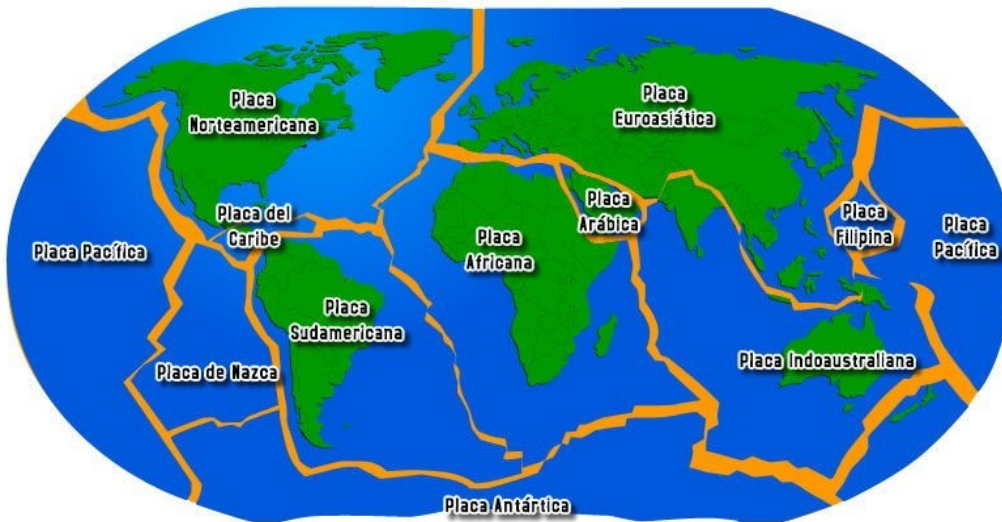 Placa
Norteamericana
Placa
Euroasiática
Placa del
Caribe
Placa
Arábica
Placa
Filipina
Placa Pacífica
Placa
Africana
Placa
Pacífica
Placa
Sudamericana
Placa de Nazca
Placa Indoaustraliana
Placa Antártica